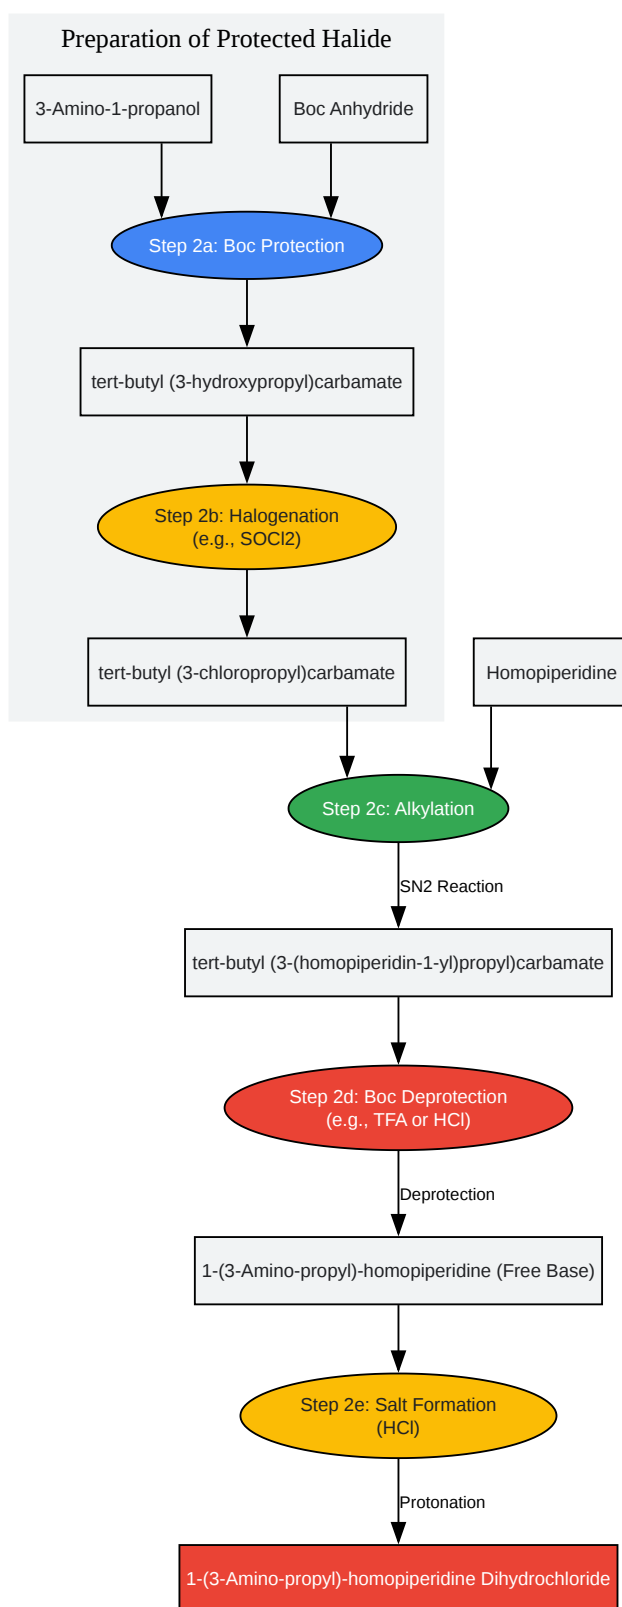 Preparation of Protected Halide
3-Amino-1-propanol
Boc Anhydride
Step 2a: Boc Protection
tert-butyl (3-hydroxypropyl)carbamate
Step 2b: Halogenation
(e.g., SOCl2)
tert-butyl (3-chloropropyl)carbamate
Homopiperidine
Step 2c: Alkylation
SN2 Reaction
tert-butyl (3-(homopiperidin-1-yl)propyl)carbamate
Step 2d: Boc Deprotection
(e.g., TFA or HCl)
Deprotection
1-(3-Amino-propyl)-homopiperidine (Free Base)
Step 2e: Salt Formation
(HCl)
Protonation
1-(3-Amino-propyl)-homopiperidine Dihydrochloride